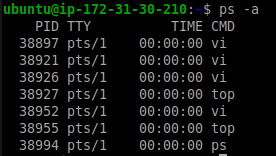 ubuntu@ip-172-31-30-210:~$ ps -a
PID TTY TIME CMD
38897 pts/1 00:00:00 vi
38921 pts/1 00:00:00 vi
38926 pts/1 00:00:00 vi
38927 pts/1 00:00:00 top
38952 pts/1 00:00:00 vi
38955 pts/1 00:00:00 top
38994 pts/1 00:00:00 ps